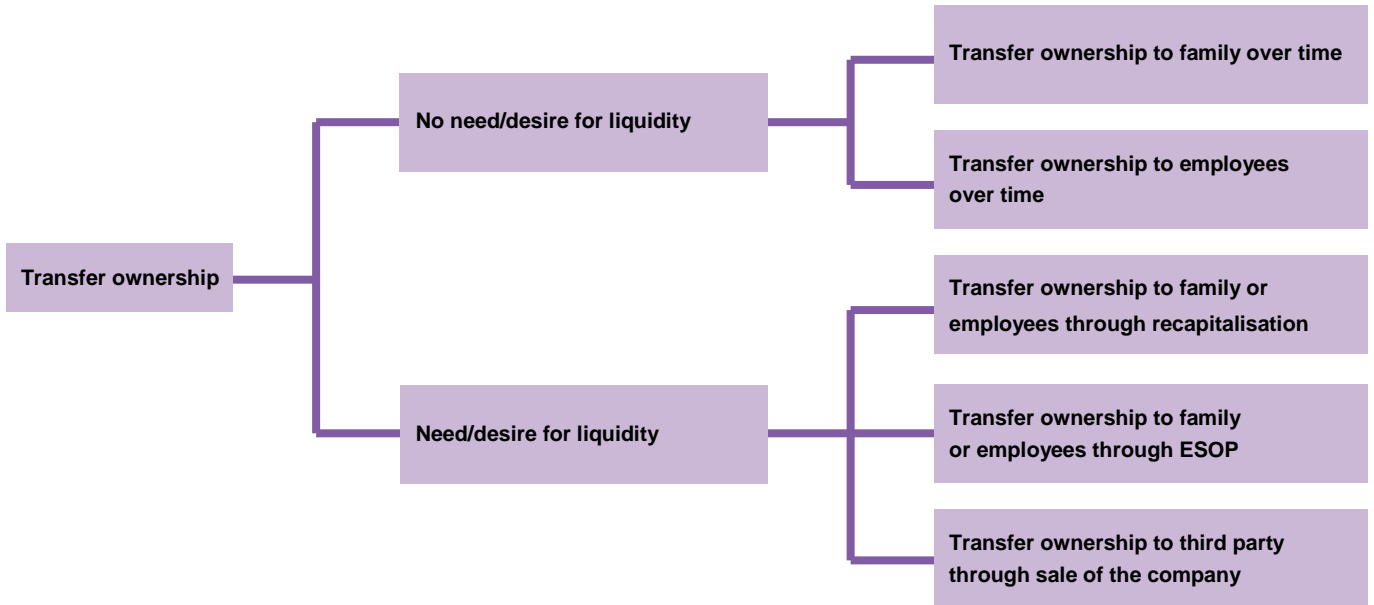 Transfer ownership
No need/desire for liquidity
Need/desire for liquidity
Transfer ownership to family over time
Transfer ownership to employees
over time
Transfer ownership to family or
employees through recapitalisation
Transfer ownership to family
or employees through ESOP
Transfer ownership to third party
through sale of the company